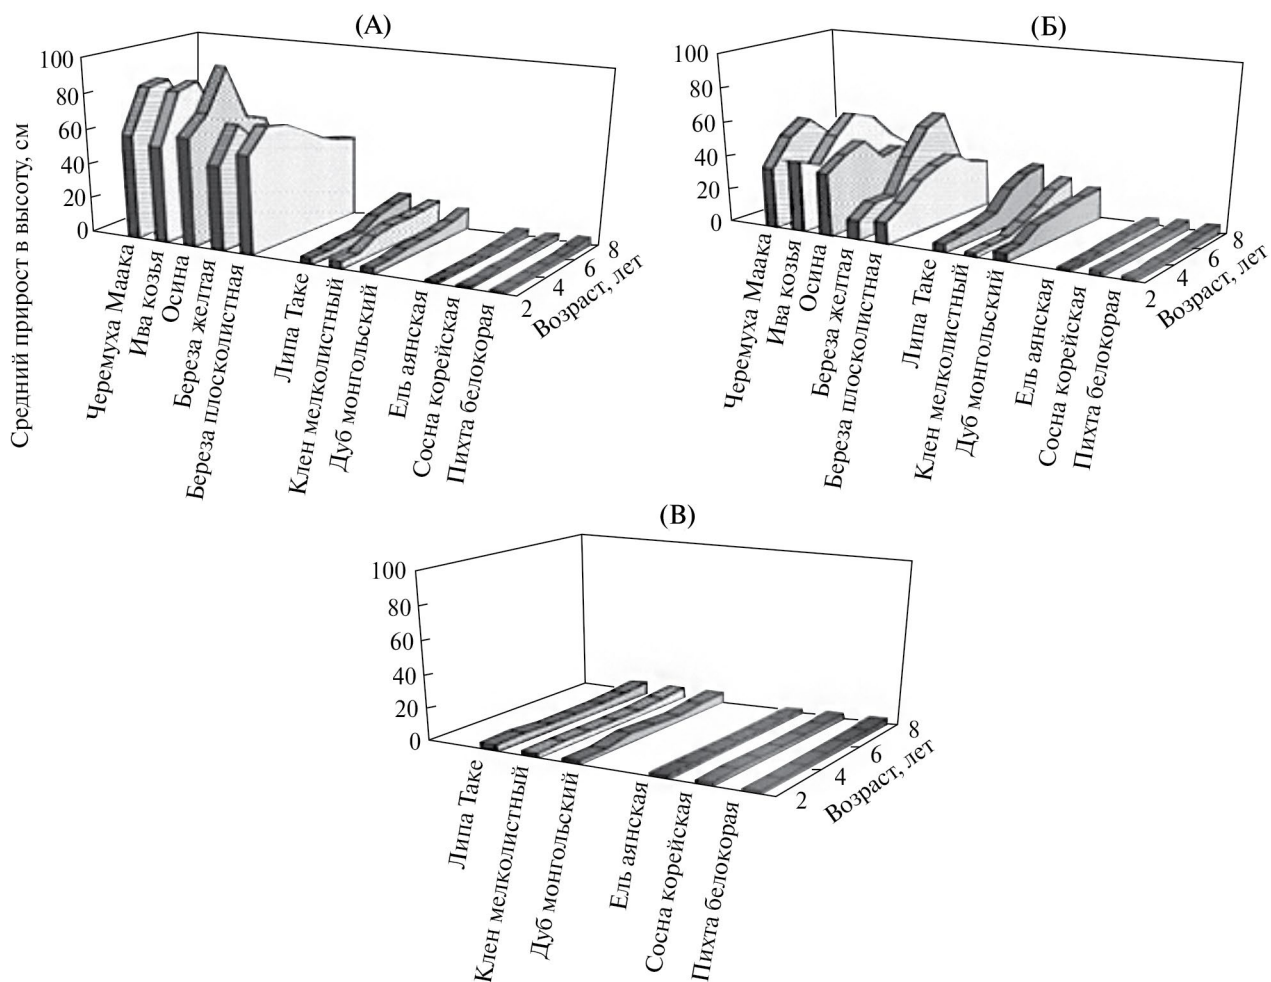 (А)
Средний прирост в высоту, см
100
80
60
40
20
0
Черемуха Маака
Ива козья
Осина
Береза желтая
Береза плосколистная
Липа Таке
Клен мелколистный
Дуб монгольский
Ель аянская
Сосна корейская
Пихта белокорая
2
4
6
8
Возраст, лет
(Б)
100
80
60
40
20
0
Черемуха Маака
Ива козья
Осина
Береза желтая
Береза плосколистная
Липа Таке
Клен мелколистный
Дуб монгольский
Ель аянская
Сосна корейская
Пихта белокорая
2
4
6
8
Возраст, лет
(В)
100
80
60
40
20
0
Липа Таке
Клен мелколистный
Дуб монгольский
Ель аянская
Сосна корейская
Пихта белокорая
2
4
6
8
Возраст, лет